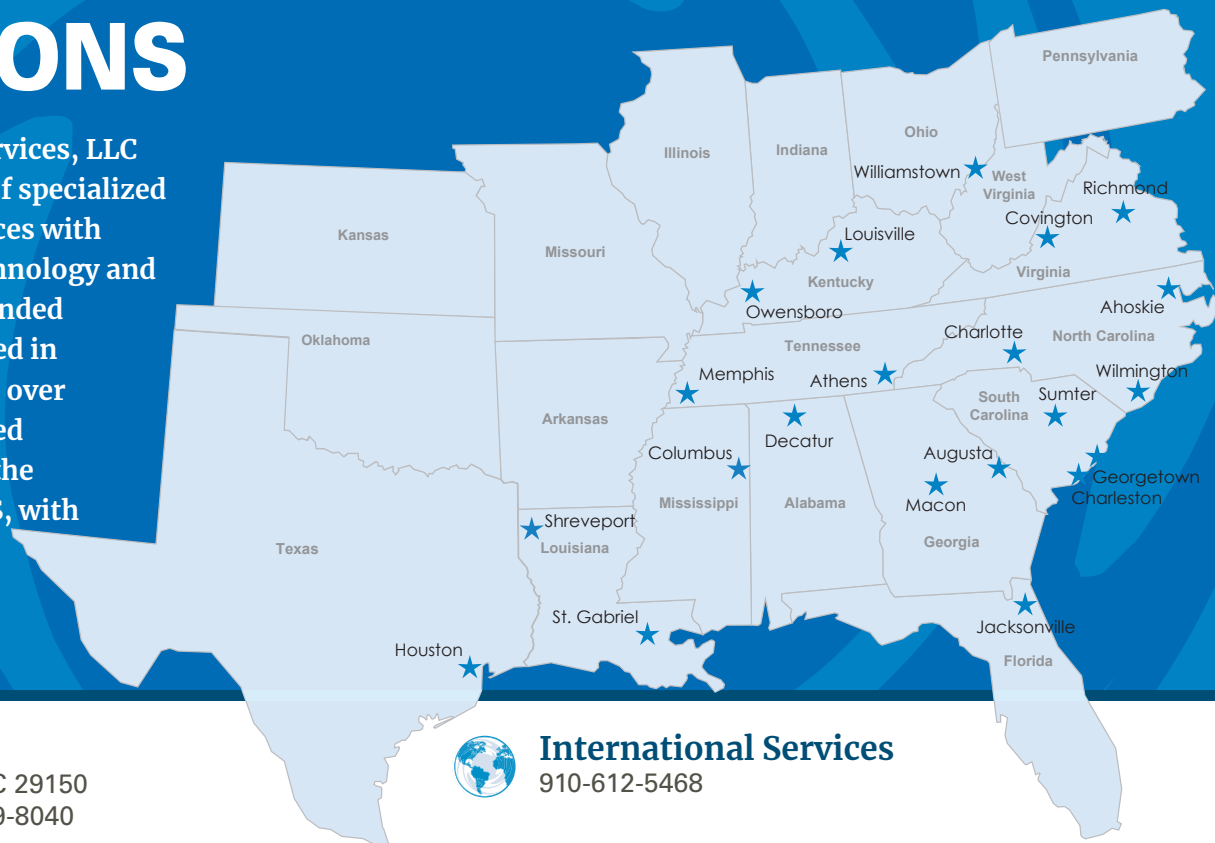 ONS
rvices, LLC
f specialized
ces with
hnology and
nded
ed in
over
ed
the
S, with
Pennsylvania
Ohio
Illinois
Indiana
Williamstown
West
Virginia
Richmond
Covington
Kansas
Missouri
Louisville
Virginia
Kentucky
Owensboro
Ahoskie
Oklahoma
Charlotte
North Carolina
Tennessee
Memphis
Athens
Wilmington
South
Carolina
Sumter
Arkansas
Decatur
Columbus
Augusta
Georgetown
Charleston
Mississippi
Alabama
Macon
Shreveport
Louisiana
Texas
Georgia
St. Gabriel
Jacksonville
Houston
Florida
International Services
910-612-5468
C 29150
9-8040